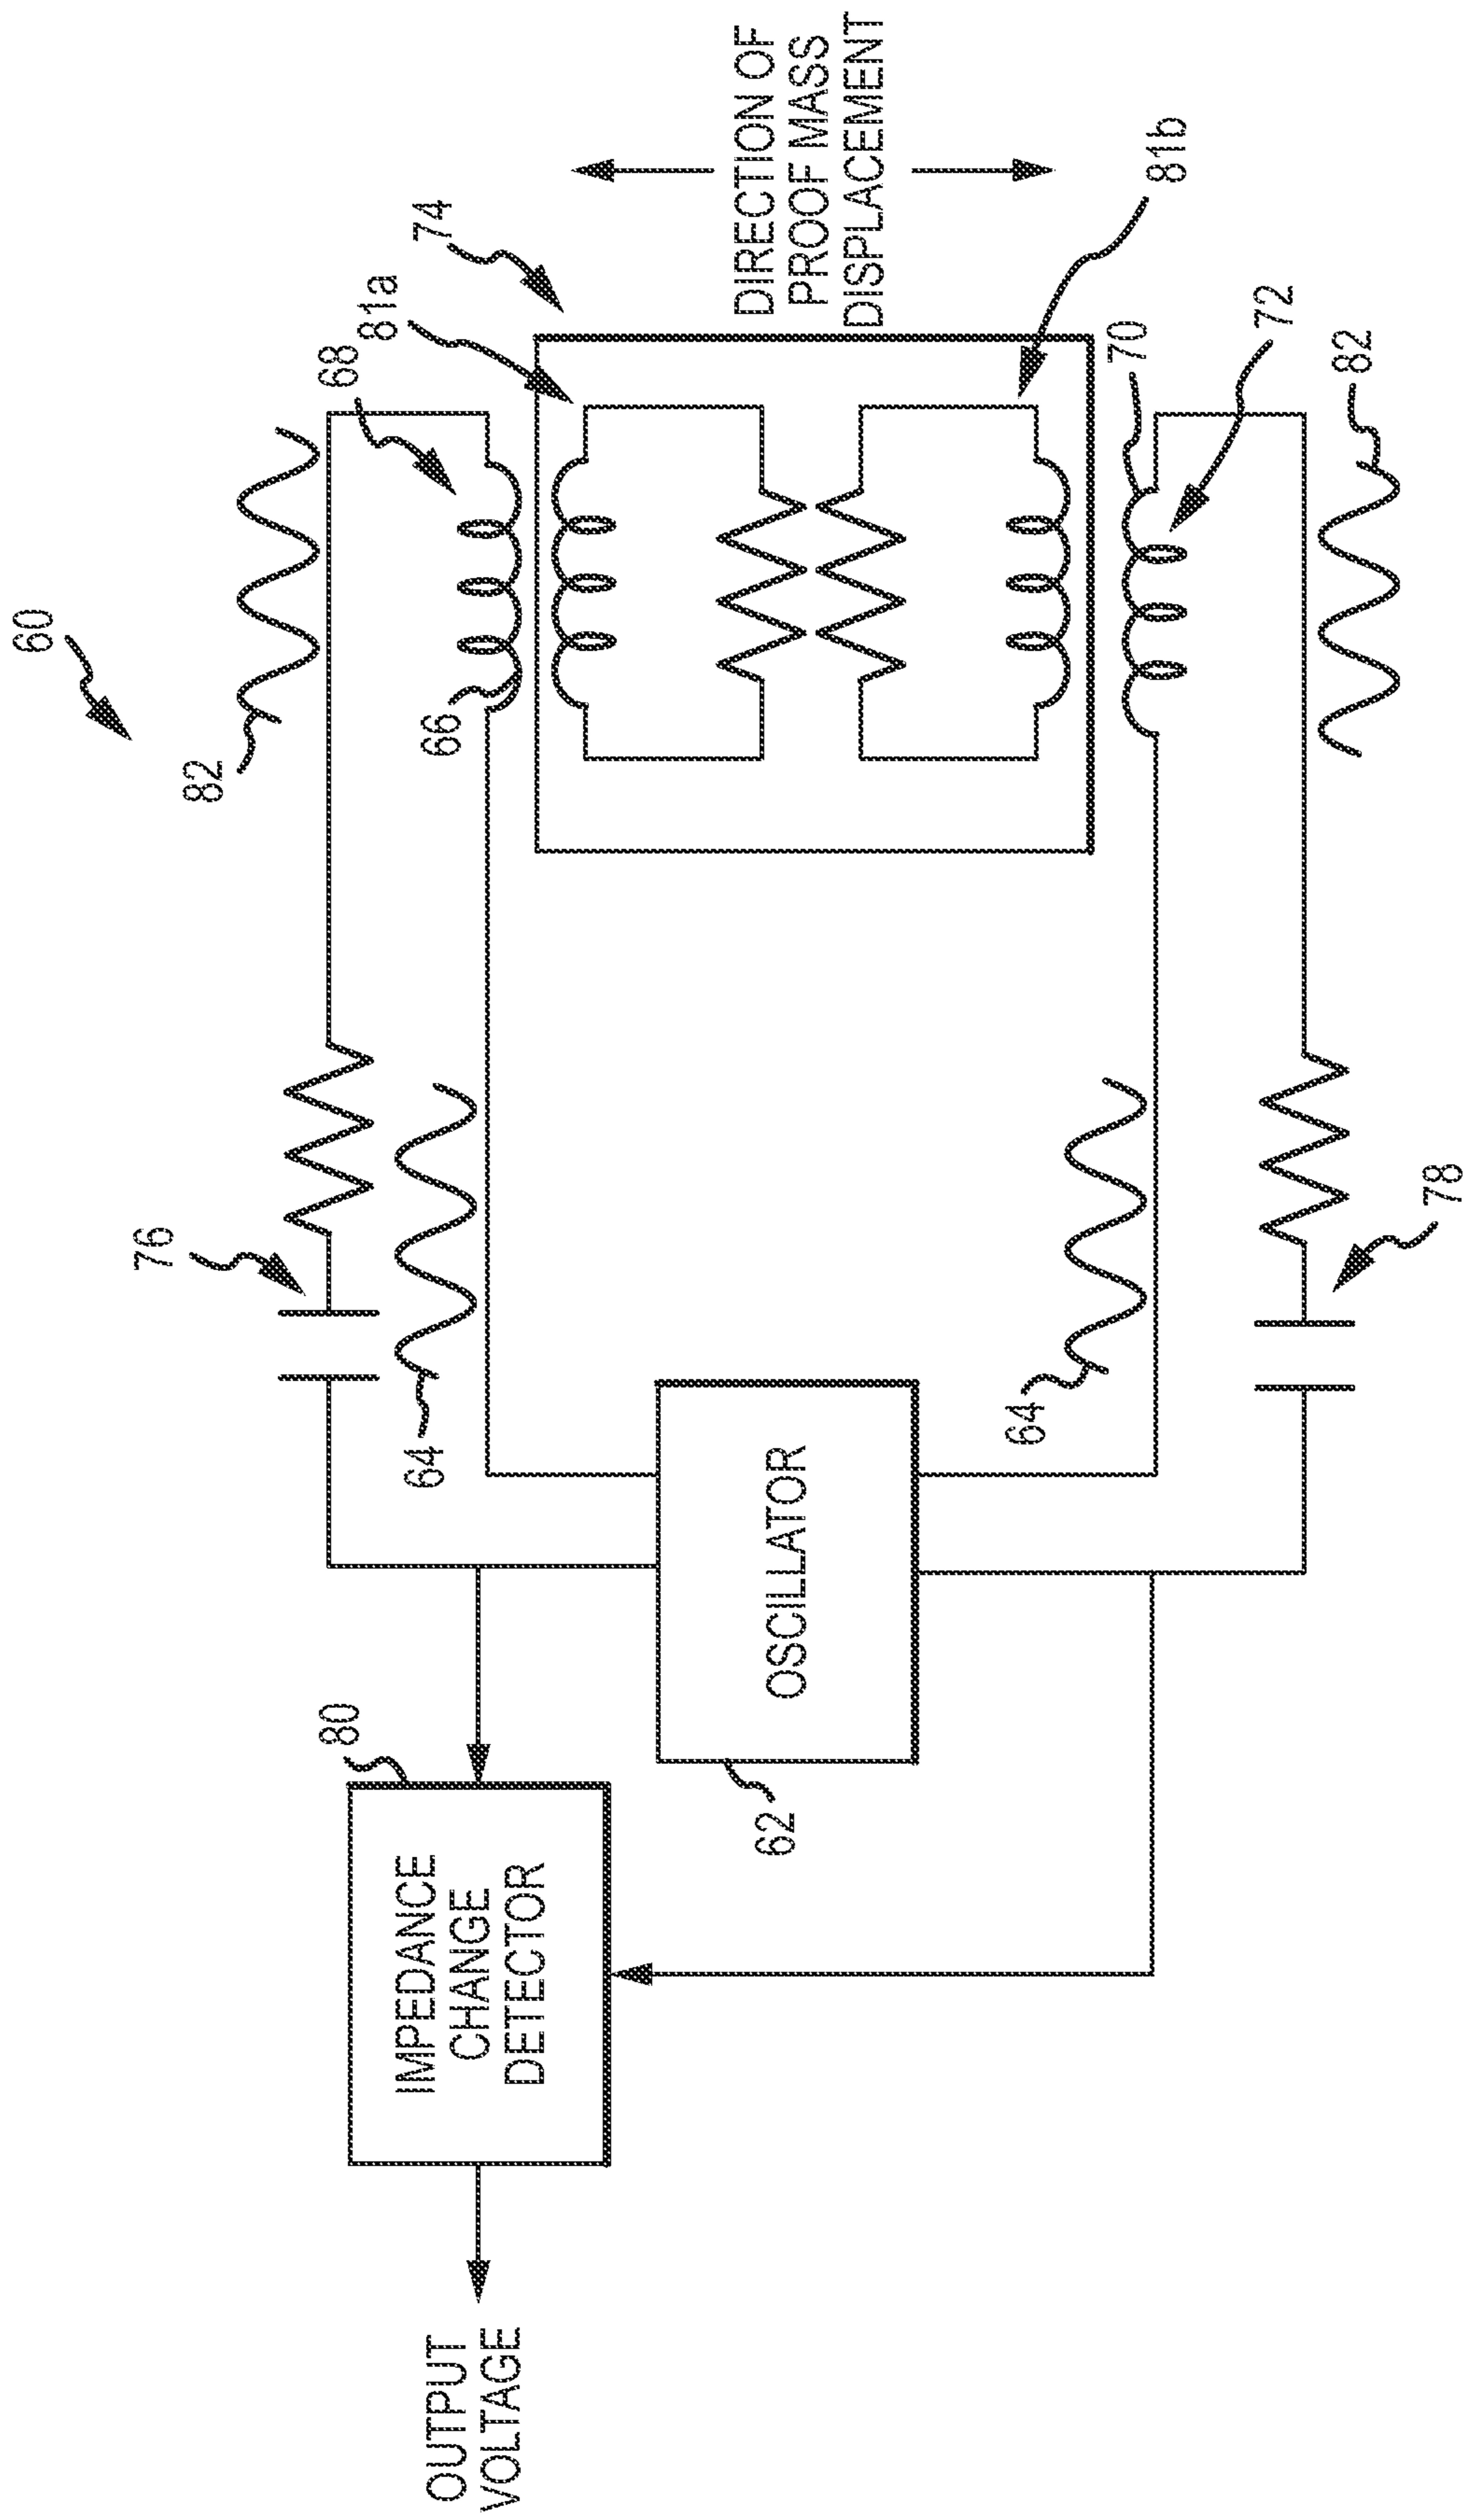 60
82
68
81a
74
66
DIRECTION OF
PROOF MASS
DISPLACEMENT
81b
70
72
82
76
64
64
78
80
IMPEDANCE
CHANGE
DETECTOR
OSCILLATOR
62
OUTPUT
VOLTAGE